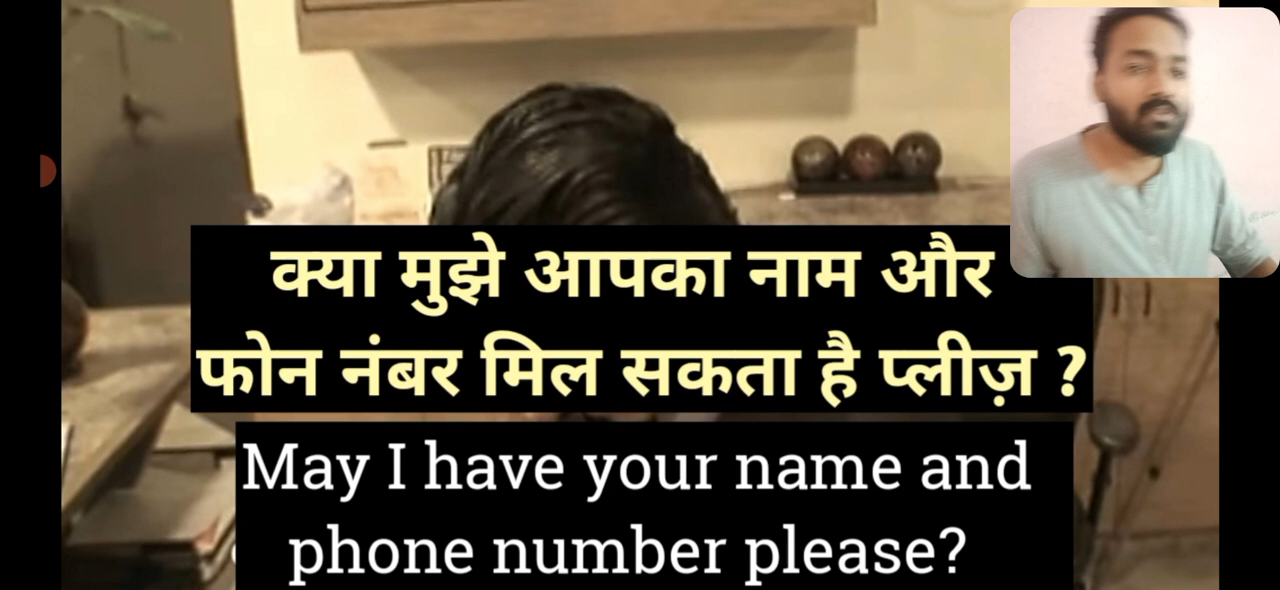 क्या मुझे आपका नाम और
फोन नंबर मिल सकता है प्लीज़ ?
May I have your name and
phone number please?